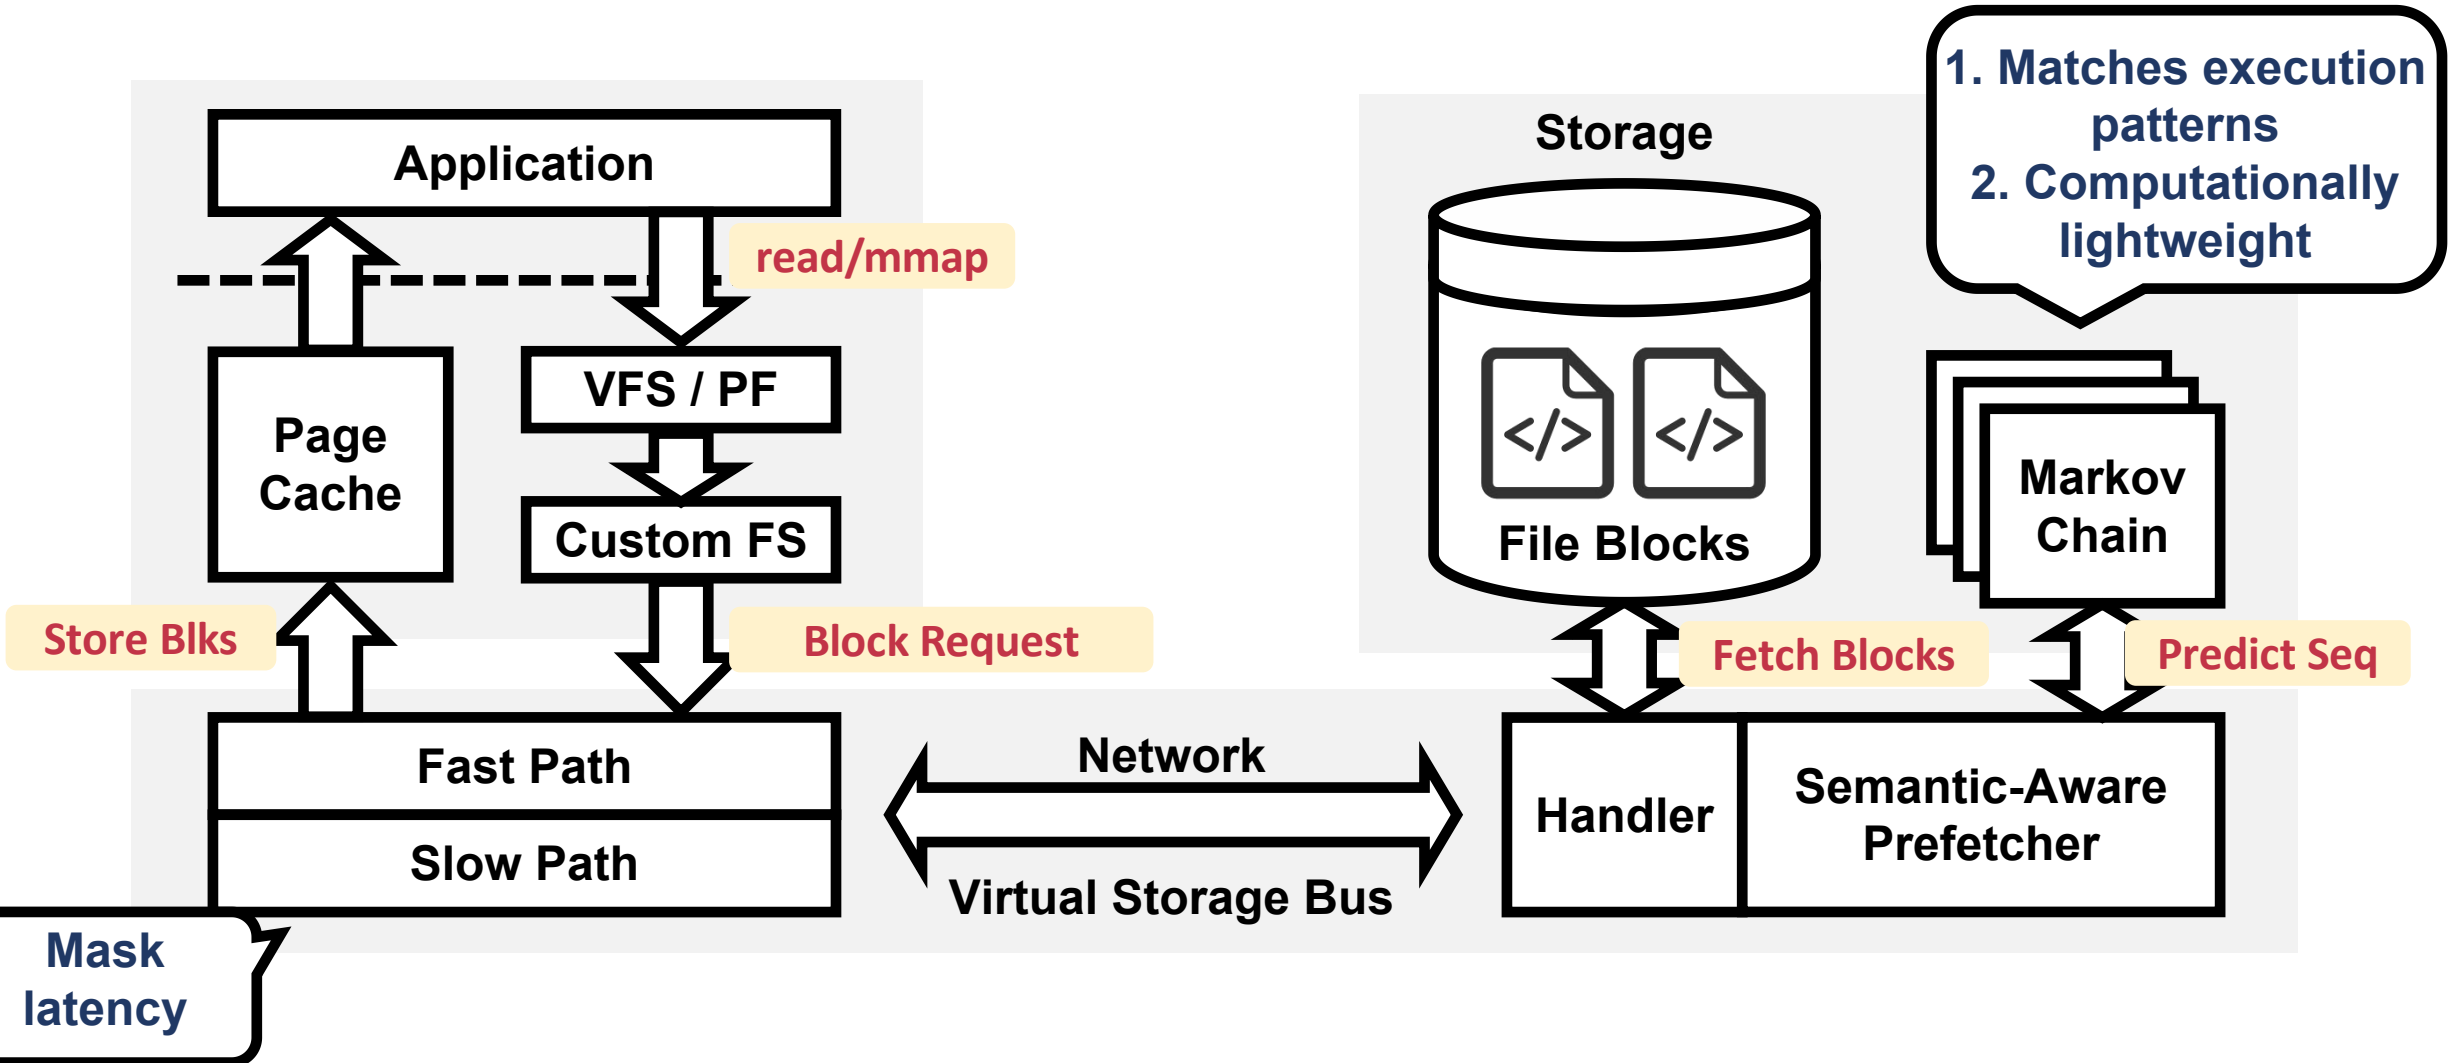 Application
read/mmap
VFS / PF
Page
Cache
Custom FS
Store Blks
Block Request
Fast Path
Slow Path
Mask
latency
Network
Virtual Storage Bus
Storage
</>
</>
File Blocks
1. Matches execution
patterns
2. Computationally
lightweight
Markov
Chain
Fetch Blocks
Predict Seq
Handler
Semantic-Aware
Prefetcher